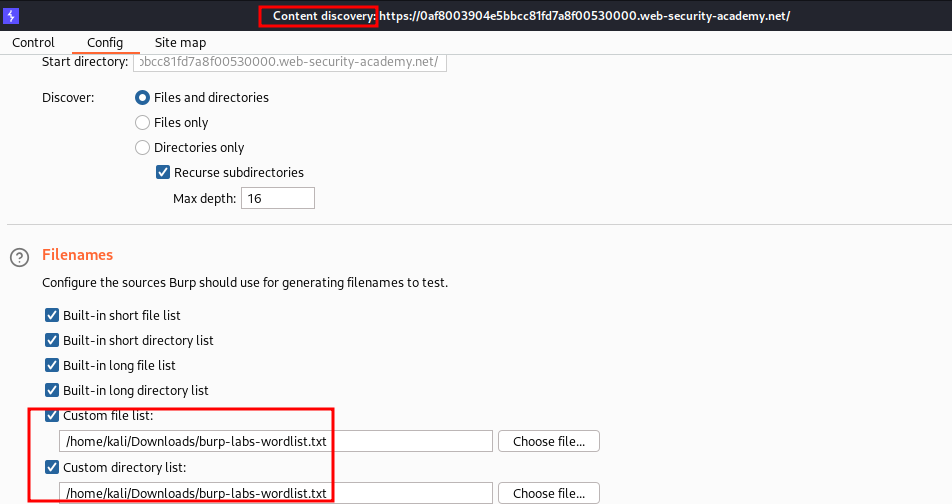 Content discovery: https://0af8003904e5bbcc81fd7a8f00530000.web-security-academy.net/
Control Config Site map
Start directory: bbcc81fd7a8f00530000.web-security-academy.net/
Discover: Files and directories
Files only
Directories only
Recurse subdirectories
Max depth: 16
? Filenames
Configure the sources Burp should use for generating filenames to test.
Built-in short file list
Built-in short directory list
Built-in long file list
Built-in long directory list
Custom file list:
/home/kali/Downloads/burp-labs-wordlist.txt Choose file...
Custom directory list:
/home/kali/Downloads/burp-labs-wordlist.txt Choose file...